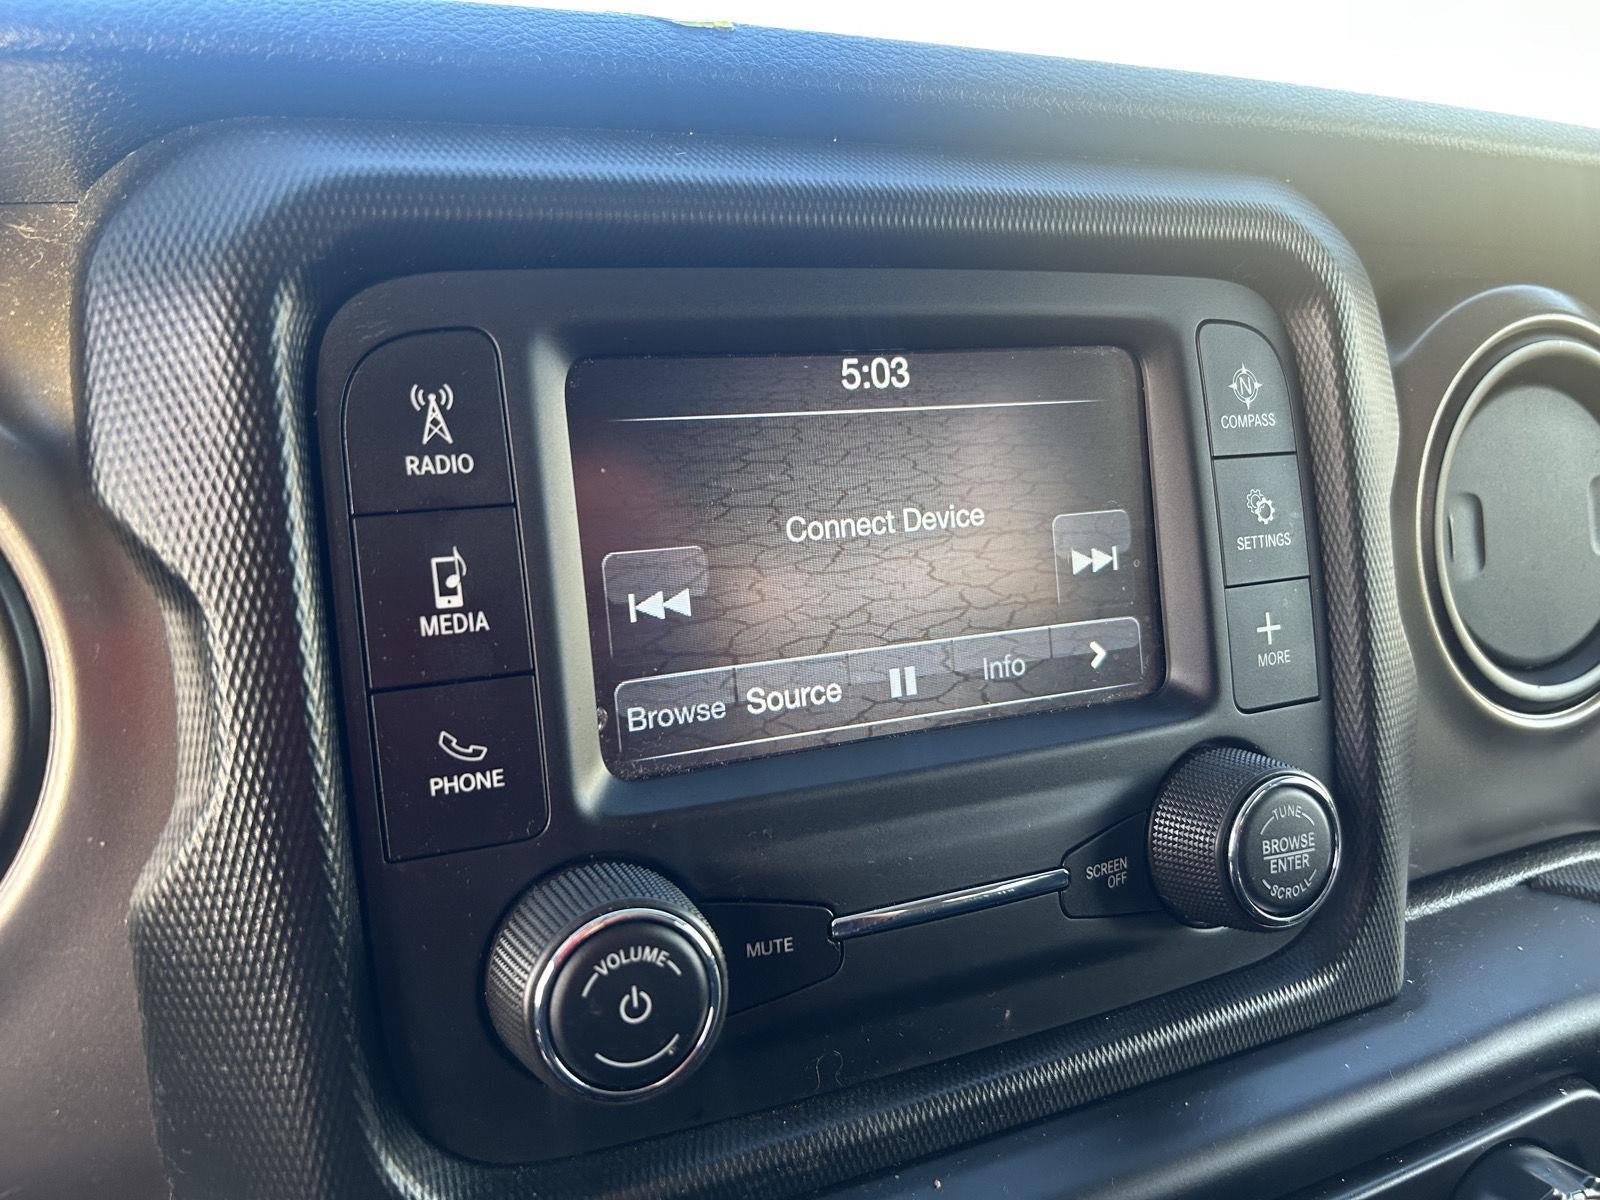 5:03
RADIO
MEDIA
PHONE
Connect Device
Browse Source Info
N
COMPASS
SETTINGS
MORE
VOLUME
MUTE
SCREEN
OFF
TUNE
BROWSE
ENTER
SCROLL